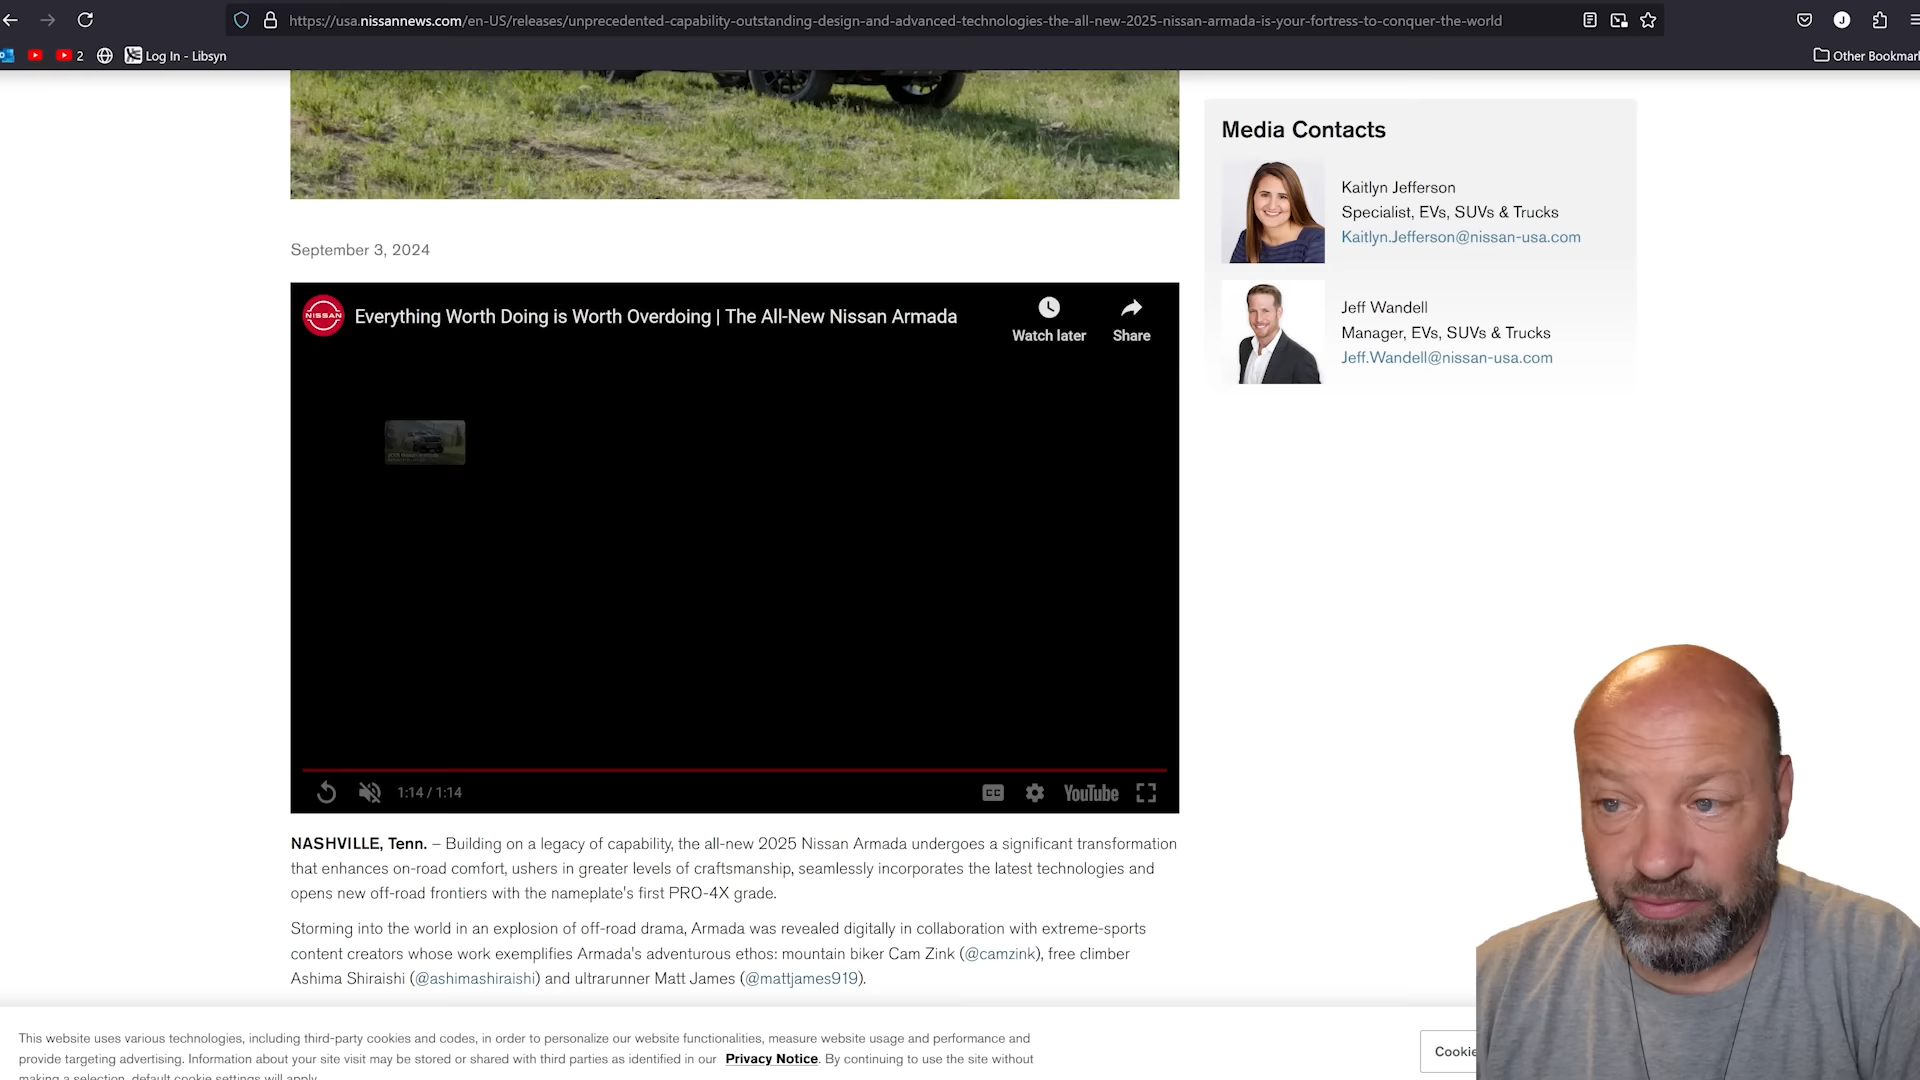 https://usa.nissannews.com/en-US/releases/unprecedented-capability-outstanding-design-and-advanced-technologies-the-all-new-2025-nissan-armada-is-your-fortress-to-conquer-the-world
J
2
Log In - Libsyn
Other Bookmar
Media Contacts
Kaitlyn Jefferson
Specialist, EVs, SUVs & Trucks
Kaitlyn.Jefferson@nissan-usa.com
Jeff Wandell
Manager, EVs, SUVs & Trucks
Jeff.Wandell@nissan-usa.com
September 3, 2024
NISSAN
Everything Worth Doing is Worth Overdoing | The All-New Nissan Armada
Watch later
Share
1:14 / 1:14
CC
YouTube
NASHVILLE, Tenn. – Building on a legacy of capability, the all-new 2025 Nissan Armada undergoes a significant transformation
that enhances on-road comfort, ushers in greater levels of craftsmanship, seamlessly incorporates the latest technologies and
opens new off-road frontiers with the nameplate's first PRO-4X grade.
Storming into the world in an explosion of off-road drama, Armada was revealed digitally in collaboration with extreme-sports
content creators whose work exemplifies Armada's adventurous ethos: mountain biker Cam Zink (@camzink), free climber
Ashima Shiraishi (@ashimashiraishi) and ultrarunner Matt James (@mattjames919).
This website uses various technologies, including third-party cookies and codes, in order to personalize our website functionalities, measure website usage and performance and
provide targeting advertising. Information about your site visit may be stored or shared with third parties as identified in our Privacy Notice. By continuing to use the site without
making a selection, default cookie settings will apply.
Cookie